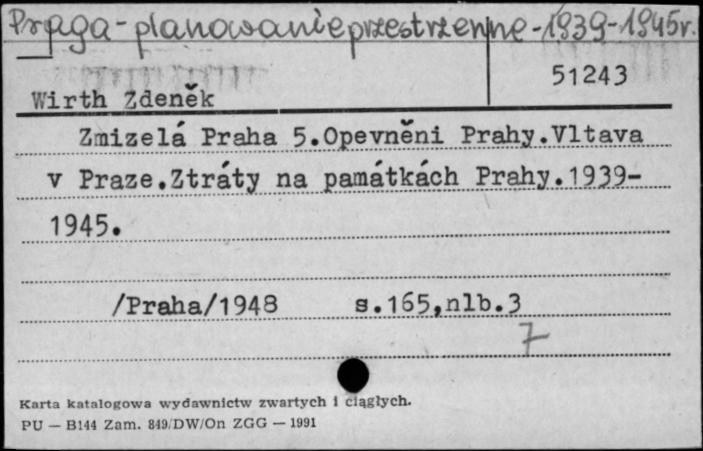 Praga - planowanie przestrzenne - 1939-1945r.
51243
Wirth Zdeněk
Zmizelá Praha 5.Opevněni Prahy.Vltava
v Praze.Ztráty na památkách Prahy.1939-
1945.
/Praha/1948 s.165,nlb.3
7
Karta katalogowa wydawnictw zwartych i ciągłych.
PU — B144 Zam. 849/DW/On ZGG — 1991